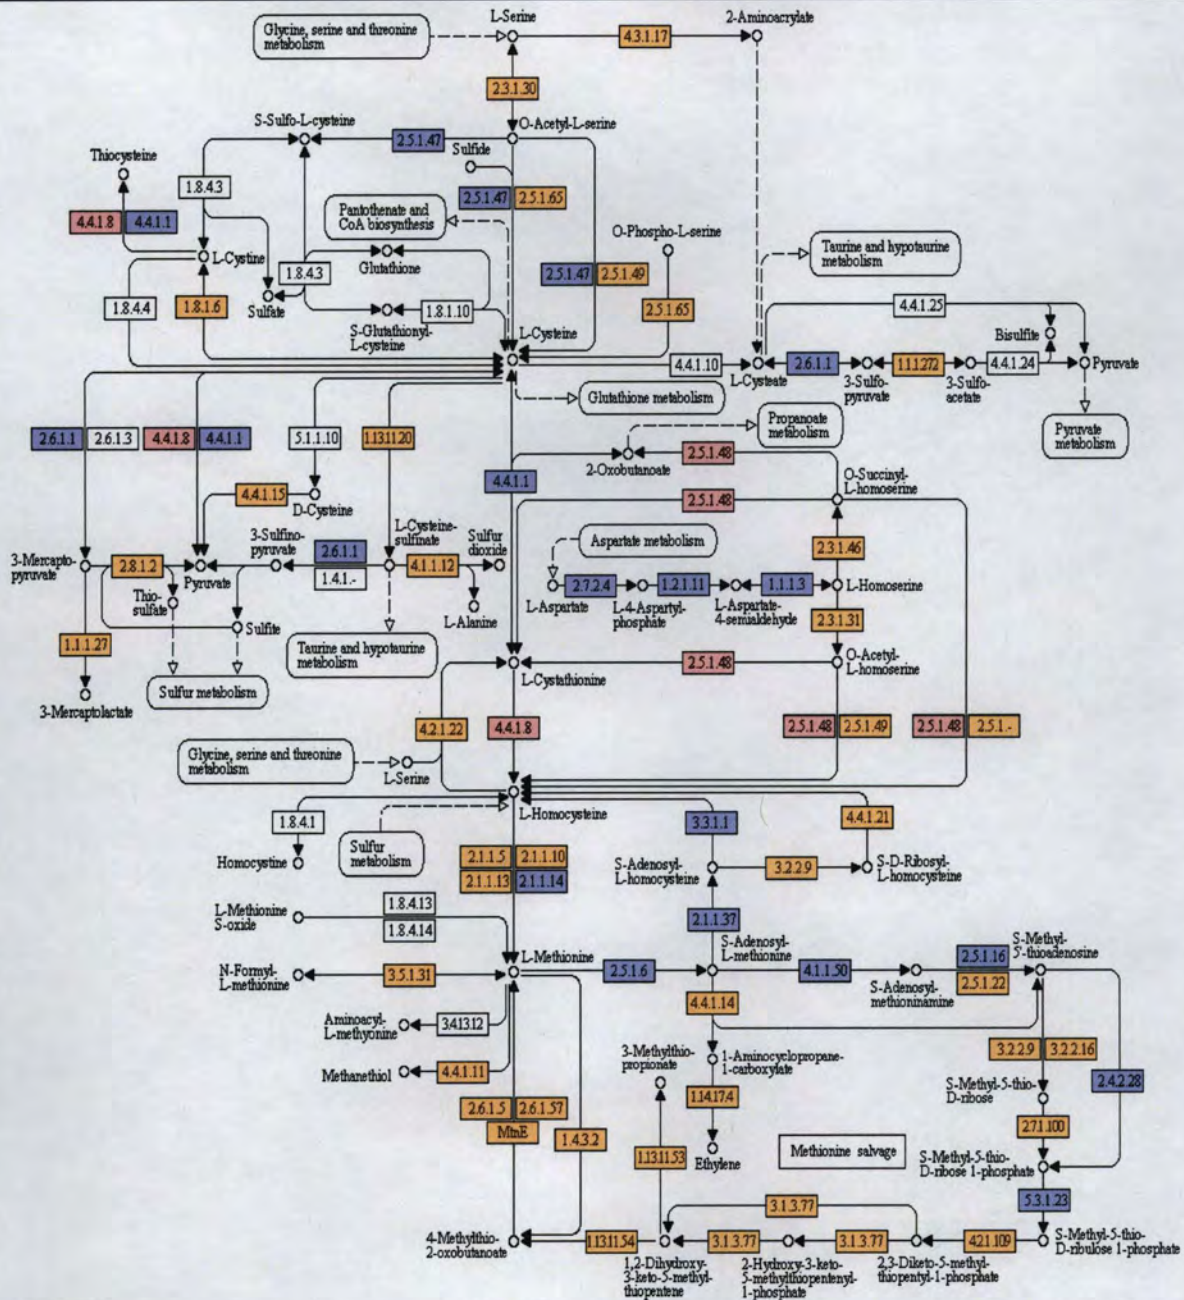 L-Serine
2-Aminoacrylate
Glycine, serine and threonine
metabolism
4.3.1.17
2.3.1.30
S-Sulfo-L-cysteine
O-Acetyl-L-serine
2.5.1.47
Thiocysteine
Sulfide
1.8.4.3
2.5.1.47
2.5.1.65
Pantothenate and
CoA biosynthesis
4.4.1.8
4.4.1.1
O-Phospho-L-serine
L-Cystine
Glutathione
Taurine and hypotaurine
metabolism
1.8.4.3
2.5.1.47
2.5.1.49
1.8.4.4
1.8.1.6
Sulfate
1.8.1.10
2.5.1.65
4.4.1.25
S-Glutathionyl-
L-cysteine
L-Cysteine
Bisulfite
4.4.1.10
L-Cysteate
2.6.1.1
3-Sulfo-
pyruvate
1.1.1.272
3-Sulfo-
acetate
4.4.1.24
Pyruvate
Glutathione metabolism
Propanoate
metabolism
Pyruvate
metabolism
2.6.1.1
2.6.1.3
4.4.1.8
4.4.1.1
5.1.1.10
1.13.11.20
2-Oxobutanoate
2.5.1.48
O-Succinyl-
L-homoserine
4.4.1.1
4.4.1.15
D-Cysteine
2.5.1.48
3-Sulfino-
pyruvate
L-Cysteine-
sulfinate
Sulfur
dioxide
Aspartate metabolism
2.3.1.46
3-Mercapto-
pyruvate
2.8.1.2
Pyruvate
2.6.1.1
1.4.1.-
4.1.1.12
L-Aspartate
2.7.2.4
L-4-Aspartyl-
phosphate
1.2.1.11
L-Aspartate-
4-semialdehyde
1.1.1.3
L-Homoserine
Thio-
sulfate
Sulfite
L-Alanine
2.3.1.31
1.1.1.27
Taurine and hypotaurine
metabolism
Sulfur metabolism
O-Acetyl-
L-homoserine
2.5.1.48
L-Cystathionine
3-Mercaptolactate
4.2.1.22
4.4.1.8
2.5.1.48
2.5.1.49
2.5.1.48
2.5.1.-
Glycine, serine and threonine
metabolism
L-Serine
L-Homocysteine
1.8.4.1
Sulfur
metabolism
3.3.1.1
4.4.1.21
Homocystine
2.1.1.5
2.1.1.10
2.1.1.13
2.1.1.14
S-Adenosyl-
L-homocysteine
3.2.2.9
S-D-Ribosyl-
L-homocysteine
L-Methionine
S-oxide
1.8.4.13
1.8.4.14
2.1.1.37
N-Formyl-
L-methionine
3.5.1.31
L-Methionine
2.5.1.6
S-Adenosyl-
L-methionine
4.1.1.50
S-Adenosyl-
methioninamine
2.5.1.16
2.5.1.22
S-Methyl-
5'-thioadenosine
4.4.1.14
Aminoacyl-
L-methyonine
3.4.13.12
Methanethiol
4.4.1.11
3-Methylthio-
propionate
1-Aminocyclopropane-
1-carboxylate
3.2.2.9
3.2.2.16
S-Methyl-5-thio-
D-ribose
2.4.2.28
2.6.1.5
2.6.1.57
MtnE
1.4.3.2
1.14.17.4
2.7.1.100
1.13.11.53
Ethylene
Methionine salvage
S-Methyl-5-thio-
D-ribose 1-phosphate
5.3.1.23
3.1.3.77
4-Methylthio-
2-oxobutanoate
1.13.11.54
1,2-Dihydroxy-
3-keto-5-methyl-
thiopentene
3.1.3.77
2-Hydroxy-3-keto-
5-methylthiopentenyl-
1-phosphate
3.1.3.77
2,3-Diketo-5-methyl-
thiopentyl-1-phosphate
4.2.1.109
S-Methyl-5-thio-
D-ribulose 1-phosphate